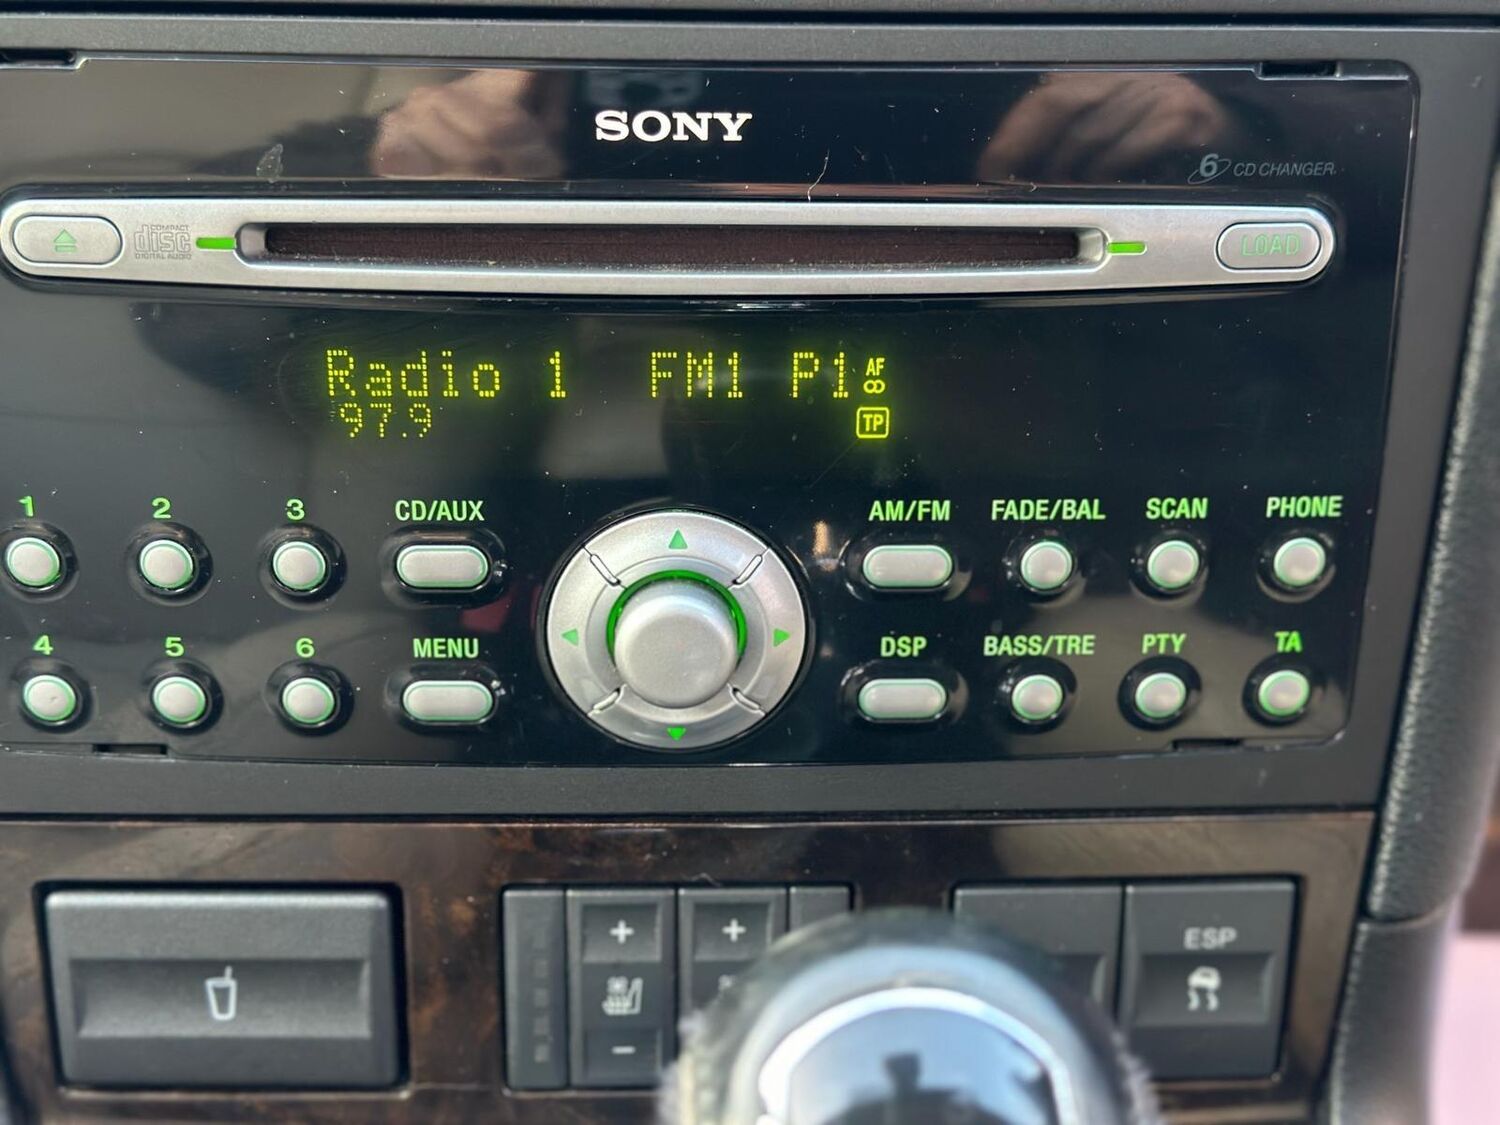 SONY
6 CD CHANGER
COMPACT
disc
DIGITAL AUDIO
LOAD
Radio 1 FM1 P1 AF
97.9 TP
1 2 3 CD/AUX AM/FM FADE/BAL SCAN PHONE
4 5 6 MENU DSP BASS/TRE PTY TA
+ + ESP
-